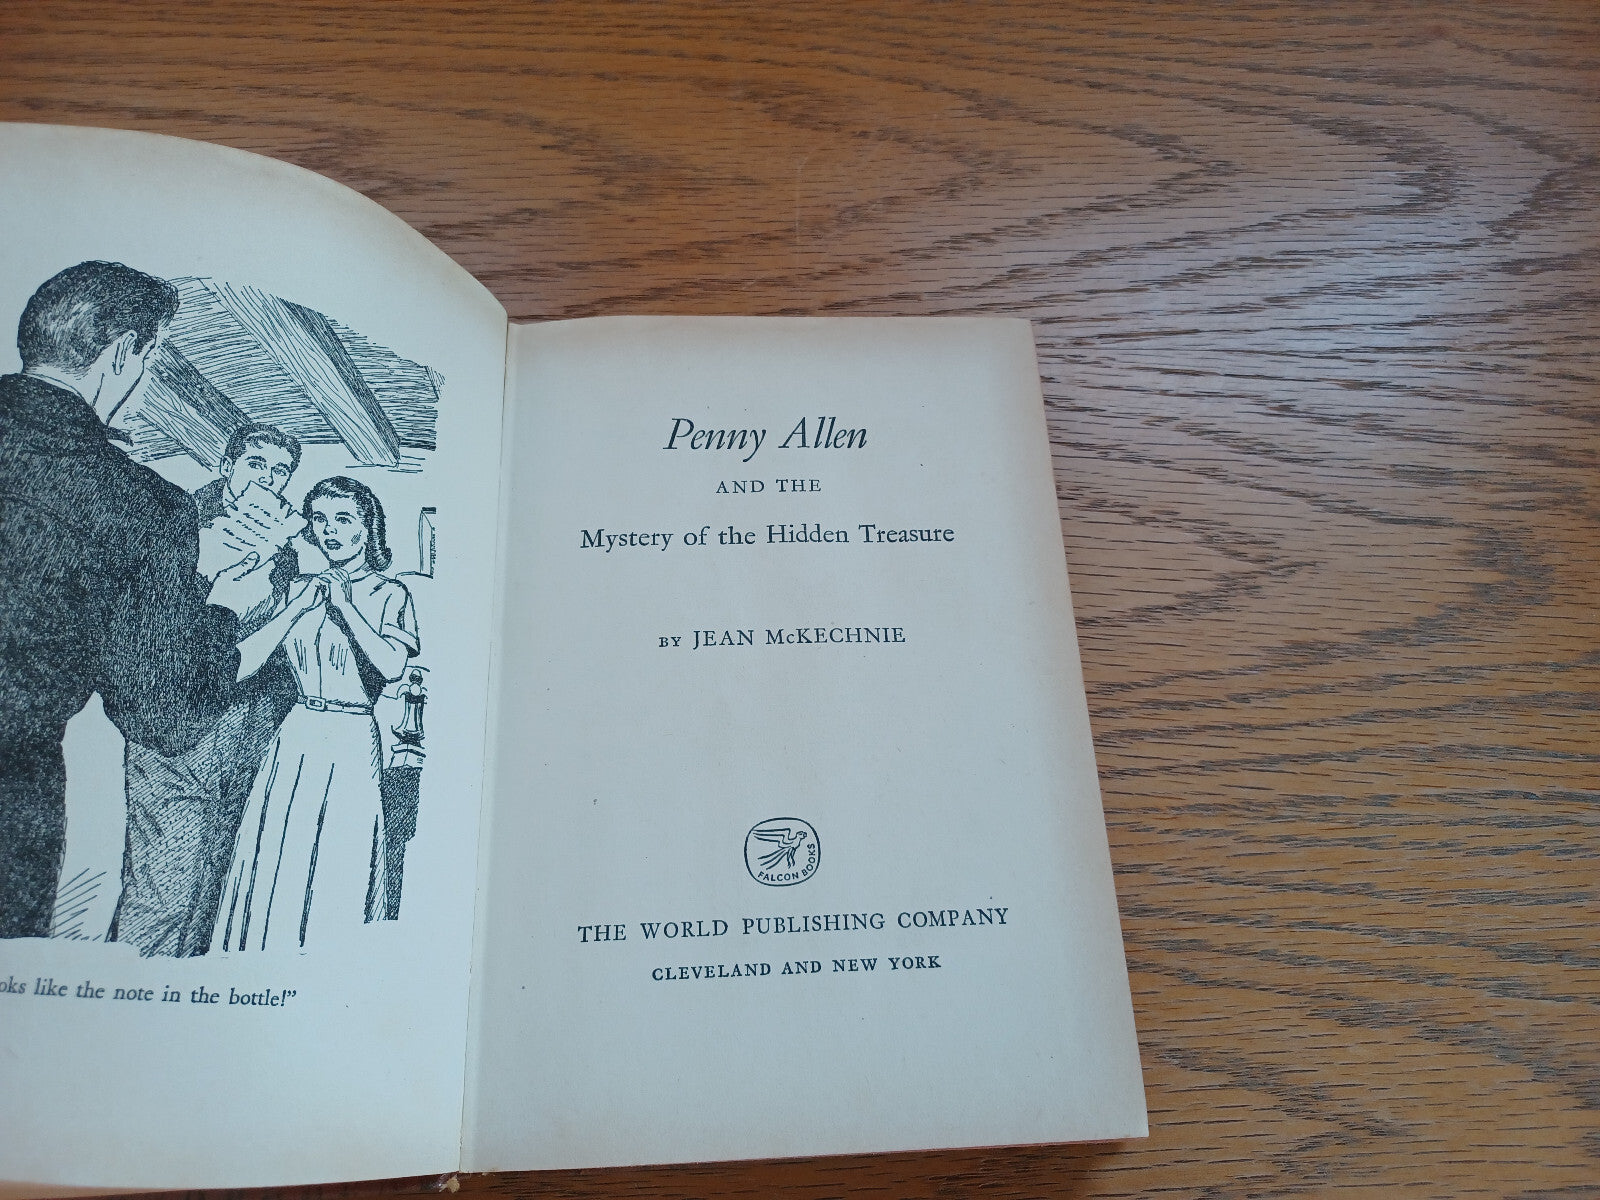 like the note in the bottle!”
Penny Allen
AND THE
Mystery of the Hidden Treasure
BY JEAN McKECHNIE
FALCON BOOKS
THE WORLD PUBLISHING COMPANY
CLEVELAND AND NEW YORK